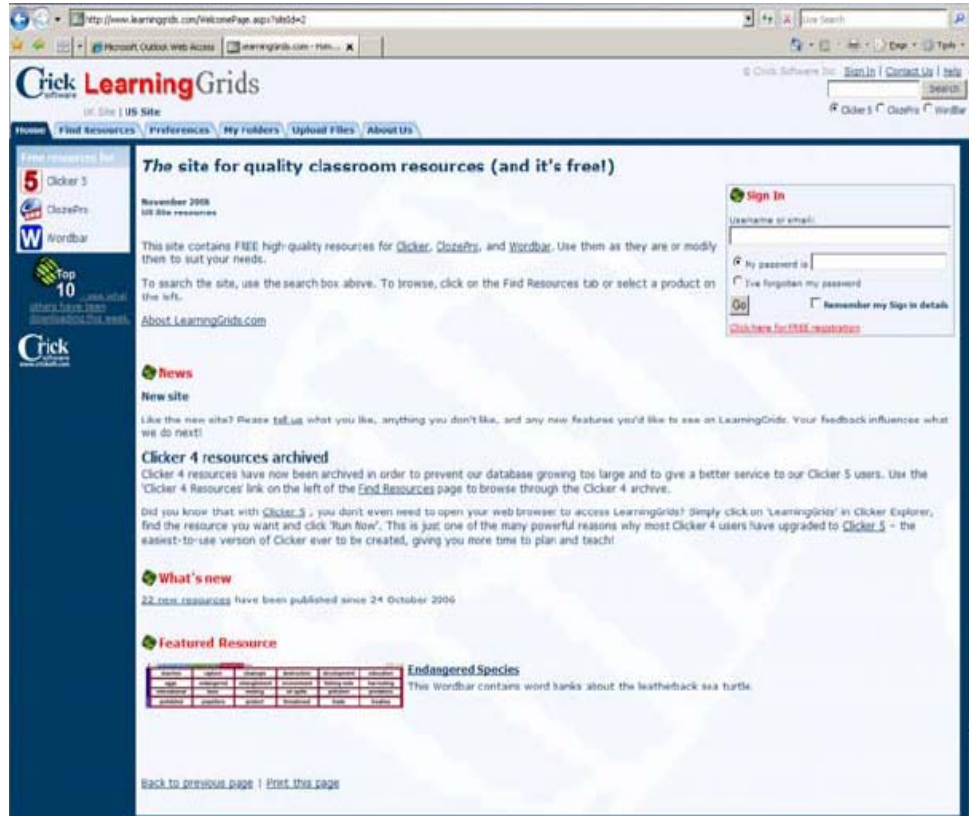 http://www.learninggrids.com/WelcomePage.aspx?siteId=2
Live Search
Microsoft Outlook Web Access
learninggrids.com - Hom...
Page
Tools
Crick software LearningGrids
© Crick Software Inc Sign In | Contact Us | help
Search
UK Site | US Site
Clicker 5 ClozePro Wordbar
Home Find Resources Preferences My Folders Upload Files About Us
Free resources for
5 Clicker 5
ClozePro
W Wordbar
Top
10 ...see what
others have been
downloading this week.
Crick
software
www.cricksoft.com
The site for quality classroom resources (and it's free!)
November 2006
US Site resources
This site contains FREE high-quality resources for Clicker, ClozePro, and Wordbar. Use them as they are or modify
them to suit your needs.
To search the site, use the search box above. To browse, click on the Find Resources tab or select a product on
the left.
About LearningGrids.com
Sign In
Username or email:
My password is
I've forgotten my password
Go
Remember my Sign in details
Click here for FREE registration
News
New site
Like the new site? Please tell us what you like, anything you don't like, and any new features you'd like to see on LearningGrids. Your feedback influences what
we do next!
Clicker 4 resources archived
Clicker 4 resources have now been archived in order to prevent our database growing too large and to give a better service to our Clicker 5 users. Use the
'Clicker 4 Resources' link on the left of the Find Resources page to browse through the Clicker 4 archive.
Did you know that with Clicker 5 , you don't even need to open your web browser to access LearningGrids? Simply click on 'LearningGrids' in Clicker Explorer,
find the resource you want and click 'Run Now'. This is just one of the many powerful reasons why most Clicker 4 users have upgraded to Clicker 5 - the
easiest-to-use version of Clicker ever to be created, giving you more time to plan and teach!
What's new
22 new resources have been published since 24 October 2006
Featured Resource
Endangered Species
This Wordbar contains word banks about the leatherback sea turtle.
Back to previous page | Print this page